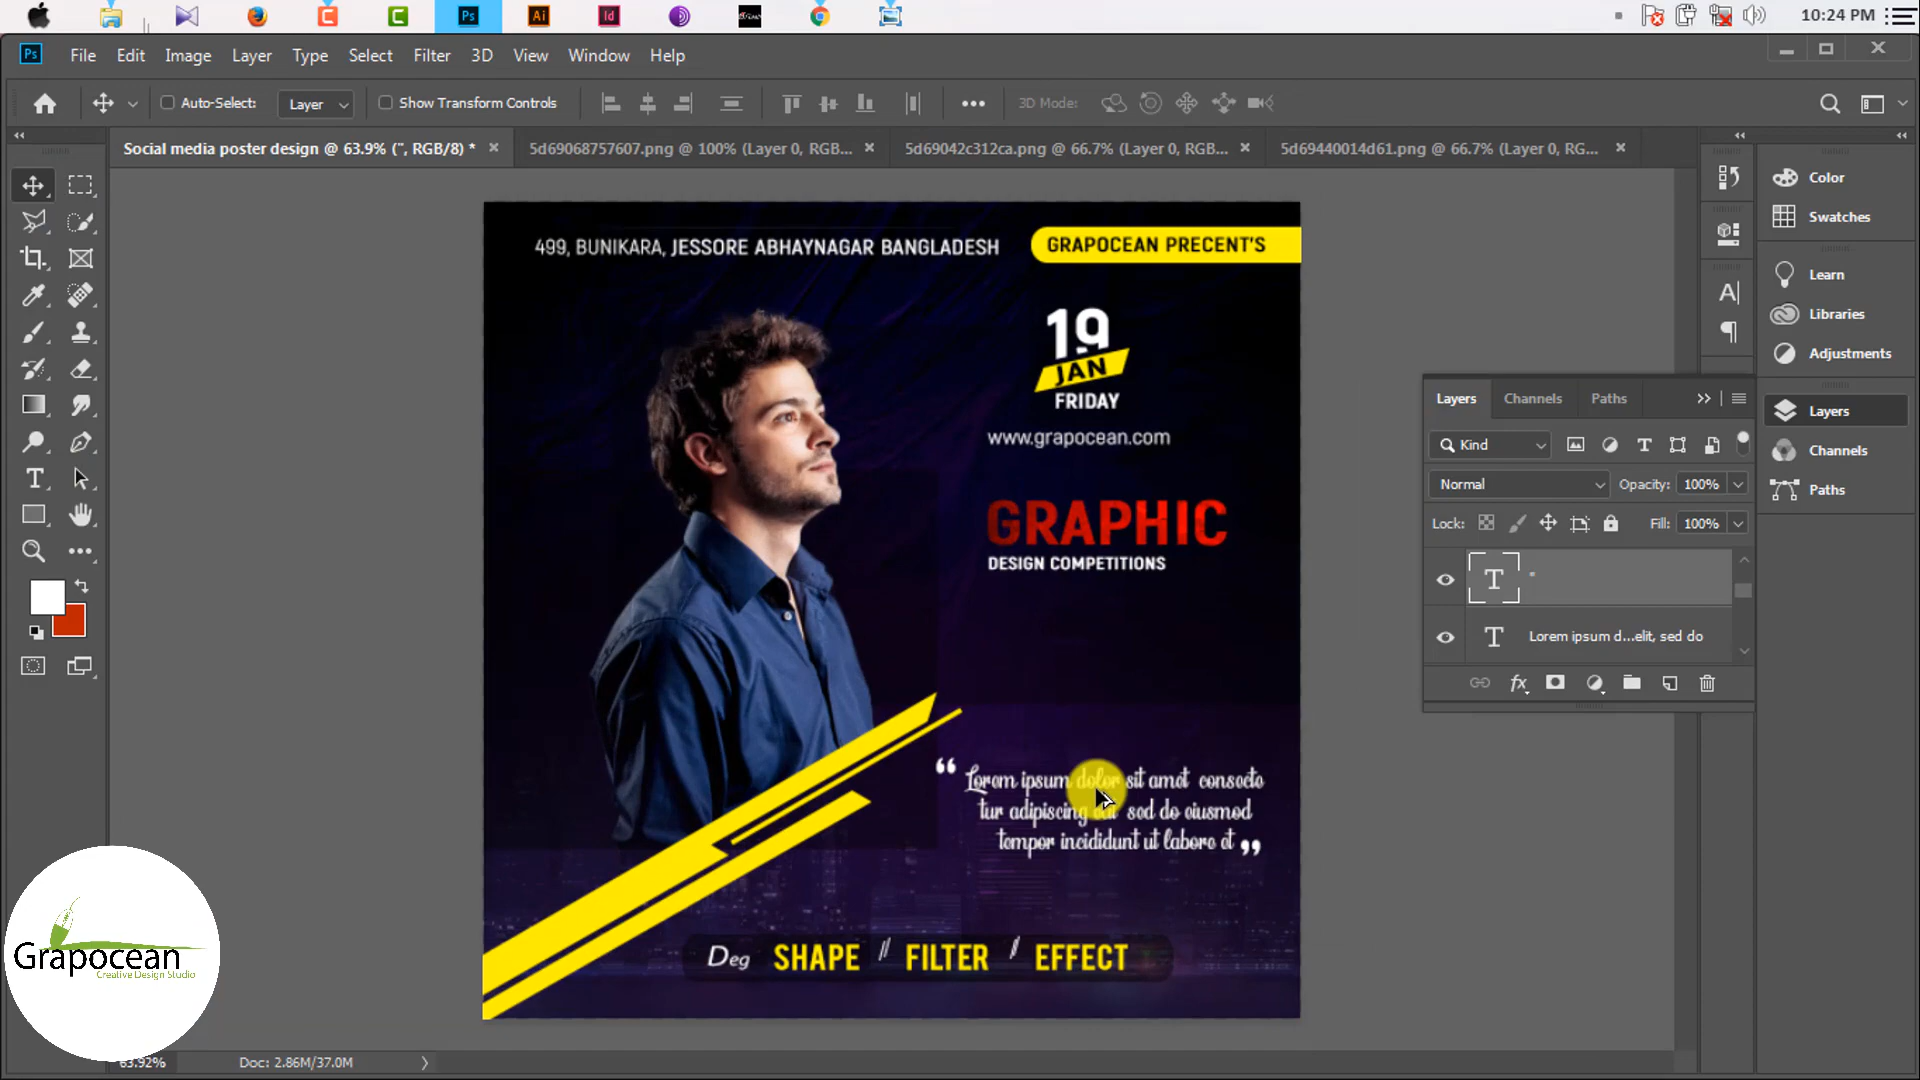 10:24 PM
Ps
File Edit Image Layer Type Select Filter 3D View Window Help
Auto-Select: Layer Show Transform Controls 3D Mode:
Social media poster design @ 63.9% (", RGB/8) *
5d69068757607.png @ 100% (Layer 0, RGB...
5d69042c312ca.png @ 66.7% (Layer 0, RGB...
5d69440014d61.png @ 66.7% (Layer 0, RG...
499, BUNIKARA, JESSORE ABHAYNAGAR BANGLADESH
GRAPOCEAN PRECENT'S
19
JAN
FRIDAY
www.grapocean.com
GRAPHIC
DESIGN COMPETITIONS
“ Lorem ipsum dolor sit amet consecte
tur adipiscing elit sed do eiusmod
tempor incididunt ut labore et ”
Deg SHAPE // FILTER // EFFECT
Color
Swatches
Learn
Libraries
Adjustments
Layers
Channels
Paths
Layers Channels Paths
Kind
Normal Opacity: 100%
Lock: Fill: 100%
T "
T Lorem ipsum d...elit, sed do
Grapocean
Creative Design Studio
63.92% Doc: 2.86M/37.0M